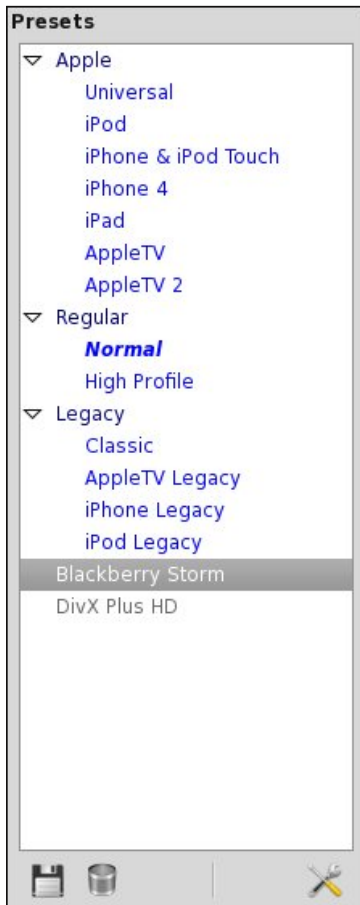 Presets
Apple
Universal
iPod
iPhone & iPod Touch
iPhone 4
iPad
AppleTV
AppleTV 2
Regular
Normal
High Profile
Legacy
Classic
AppleTV Legacy
iPhone Legacy
iPod Legacy
Blackberry Storm
DivX Plus HD